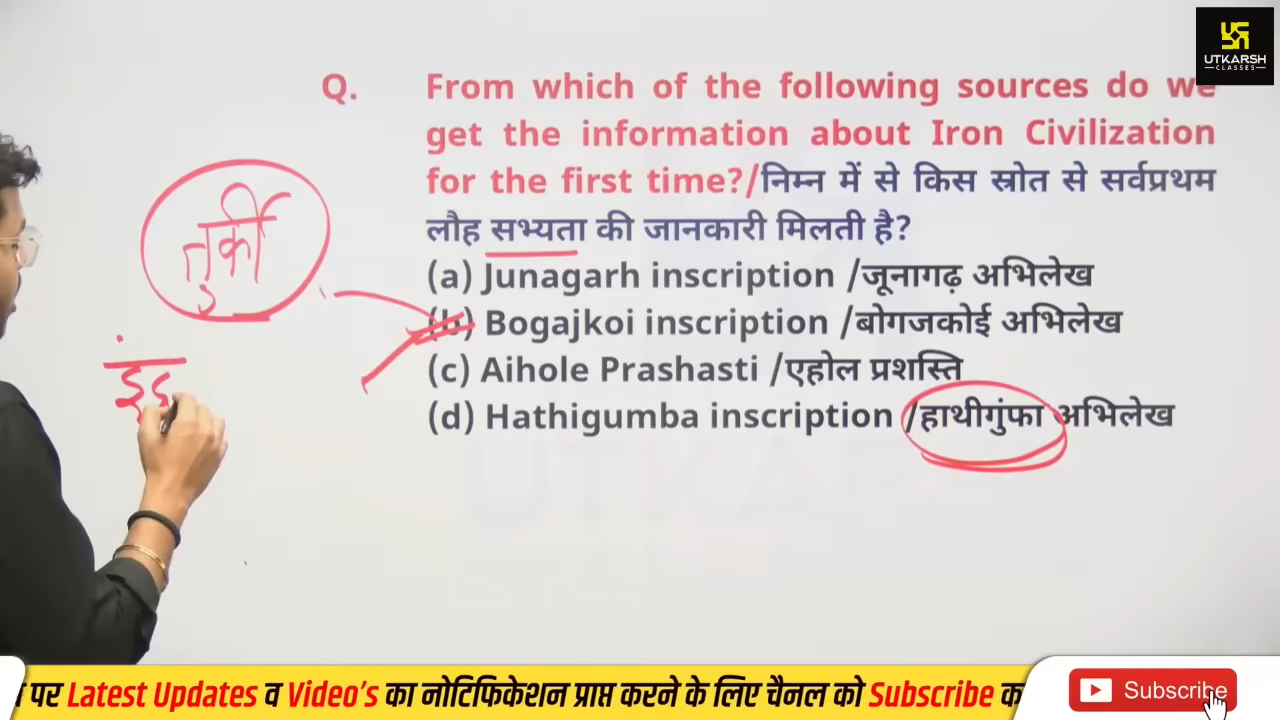 UTKARSH
CLASSES
Q. From which of the following sources do we
get the information about Iron Civilization
for the first time?/निम्न में से किस स्रोत से सर्वप्रथम
लौह सभ्यता की जानकारी मिलती है?
(a) Junagarh inscription /जूनागढ़ अभिलेख
(b) Bogajkoi inscription /बोगजकोई अभिलेख
(c) Aihole Prashasti /एहोल प्रशस्ति
(d) Hathigumba inscription /हाथीगुंफा अभिलेख
तुर्की
UTKARSH
पर Latest Updates व Video's का नोटिफिकेशन प्राप्त करने के लिए चैनल को Subscribe
Subscribe